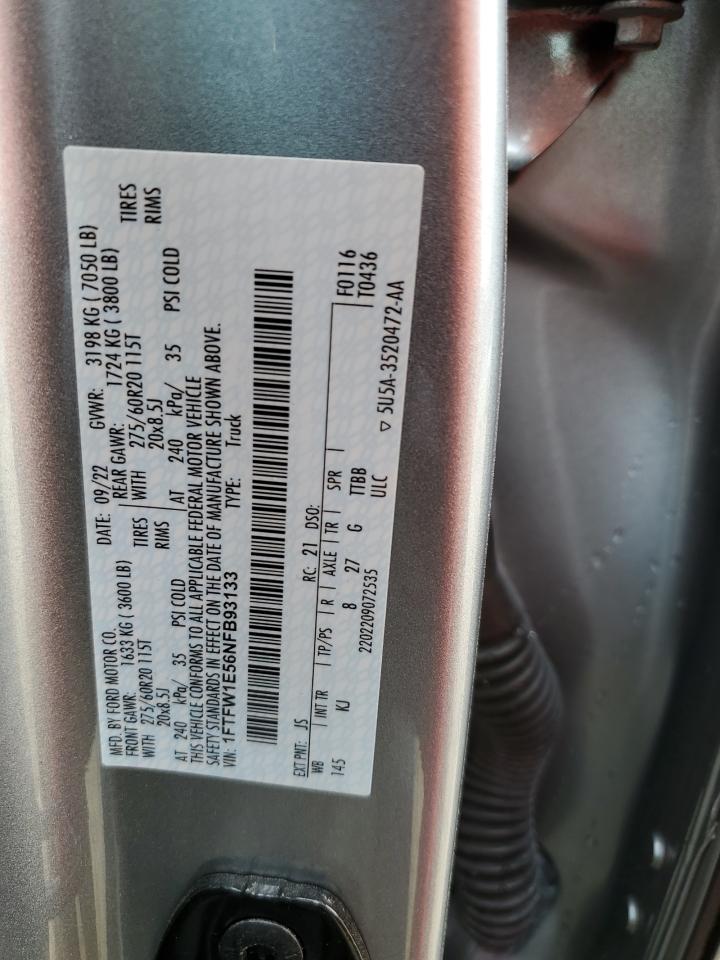 MFD. BY FORD MOTOR CO. DATE: 09/22 GVWR: 3198 KG ( 7050 LB)
FRONT GAWR: 1633 KG ( 3600 LB) REAR GAWR: 1724 KG ( 3800 LB)
WITH 275/60R20 115T TIRES WITH 275/60R20 115T TIRES
20x8.5J RIMS 20x8.5J RIMS
AT 240 kPa/ 35 PSI COLD AT 240 kPa/ 35 PSI COLD
THIS VEHICLE CONFORMS TO ALL APPLICABLE FEDERAL MOTOR VEHICLE
SAFETY STANDARDS IN EFFECT ON THE DATE OF MANUFACTURE SHOWN ABOVE.
VIN: 1FTFW1E56NFB93133 TYPE: Truck
EXT PNT: JS RC: 21 DSO: F0116
WB INT TR TP/PS R AXLE TR SPR T0436
145 KJ 8 27 G TTBB
2202209072535 ULC ▽ 5U5A-3520472-AA